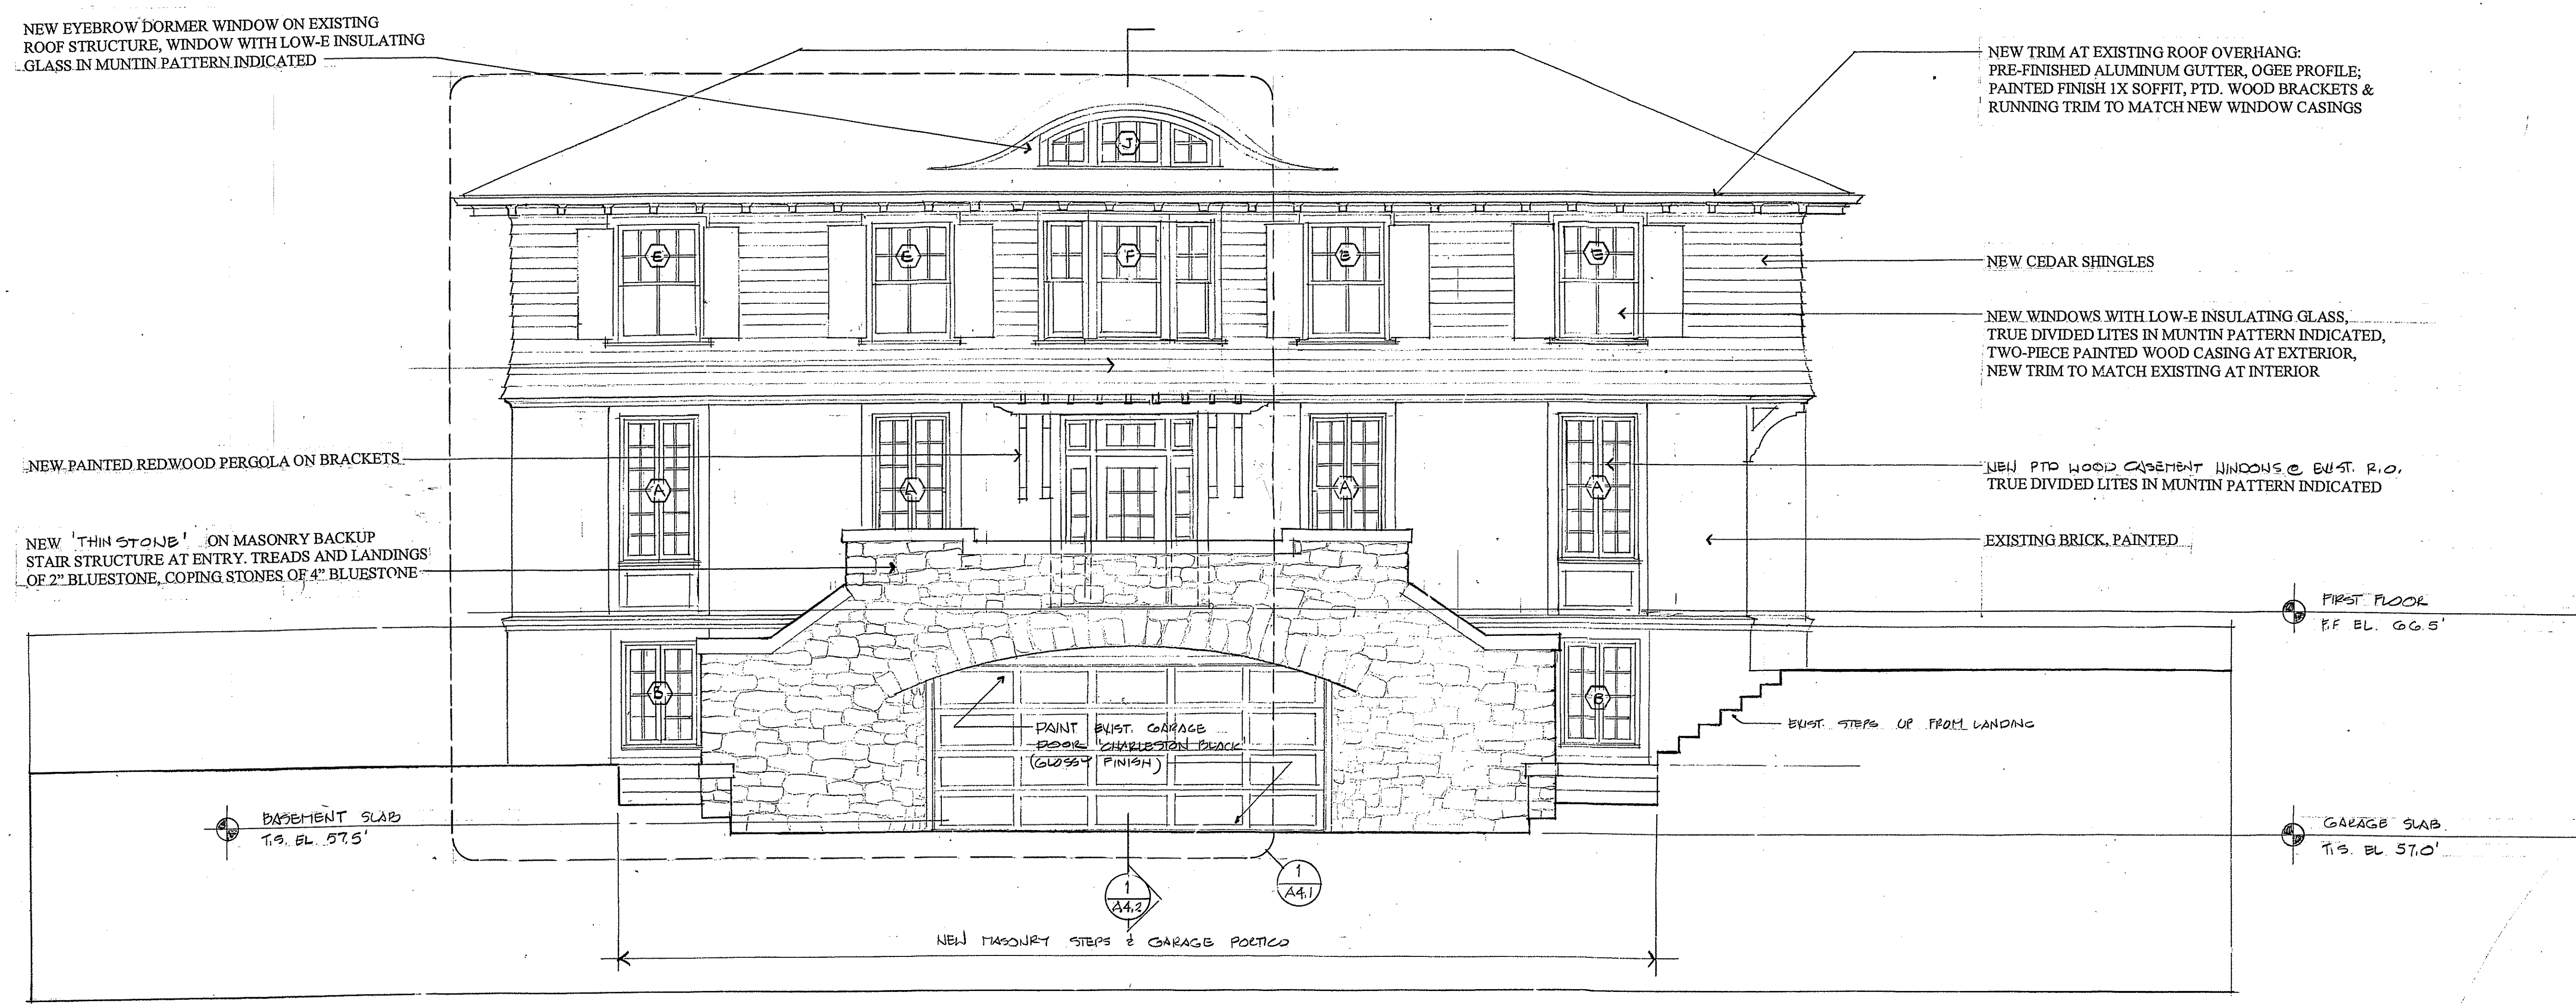 NEW EYEBROW DORMER WINDOW ON EXISTING
ROOF STRUCTURE, WINDOW WITH LOW-E INSULATING
GLASS IN MUNTIN PATTERN INDICATED
NEW TRIM AT EXISTING ROOF OVERHANG:
PRE-FINISHED ALUMINUM GUTTER, OGEE PROFILE;
PAINTED FINISH 1X SOFFIT, PTD. WOOD BRACKETS &
RUNNING TRIM TO MATCH NEW WINDOW CASINGS
J
E
E
F
E
E
NEW CEDAR SHINGLES
NEW WINDOWS WITH LOW-E INSULATING GLASS,
TRUE DIVIDED LITES IN MUNTIN PATTERN INDICATED,
TWO-PIECE PAINTED WOOD CASING AT EXTERIOR,
NEW TRIM TO MATCH EXISTING AT INTERIOR
NEW PAINTED REDWOOD PERGOLA ON BRACKETS
A
A
A
A
NEW PTD WOOD CASEMENT WINDOWS @ EXIST. R.O.
TRUE DIVIDED LITES IN MUNTIN PATTERN INDICATED
NEW 'THIN STONE' ON MASONRY BACKUP
STAIR STRUCTURE AT ENTRY. TREADS AND LANDINGS
OF 2" BLUESTONE, COPING STONES OF 4" BLUESTONE
EXISTING BRICK, PAINTED
FIRST FLOOR
F.F EL. 66.5'
B
B
PAINT EXIST. GARAGE
DOOR 'CHARLESTON BLACK'
(GLOSSY FINISH)
EXIST. STEPS UP FROM LANDING
BASEMENT SLAB
T.S. EL. 57.5'
GARAGE SLAB
T.S. EL 57.0'
1
A4.2
1
A4.1
NEW MASONRY STEPS & GARAGE PORTICO